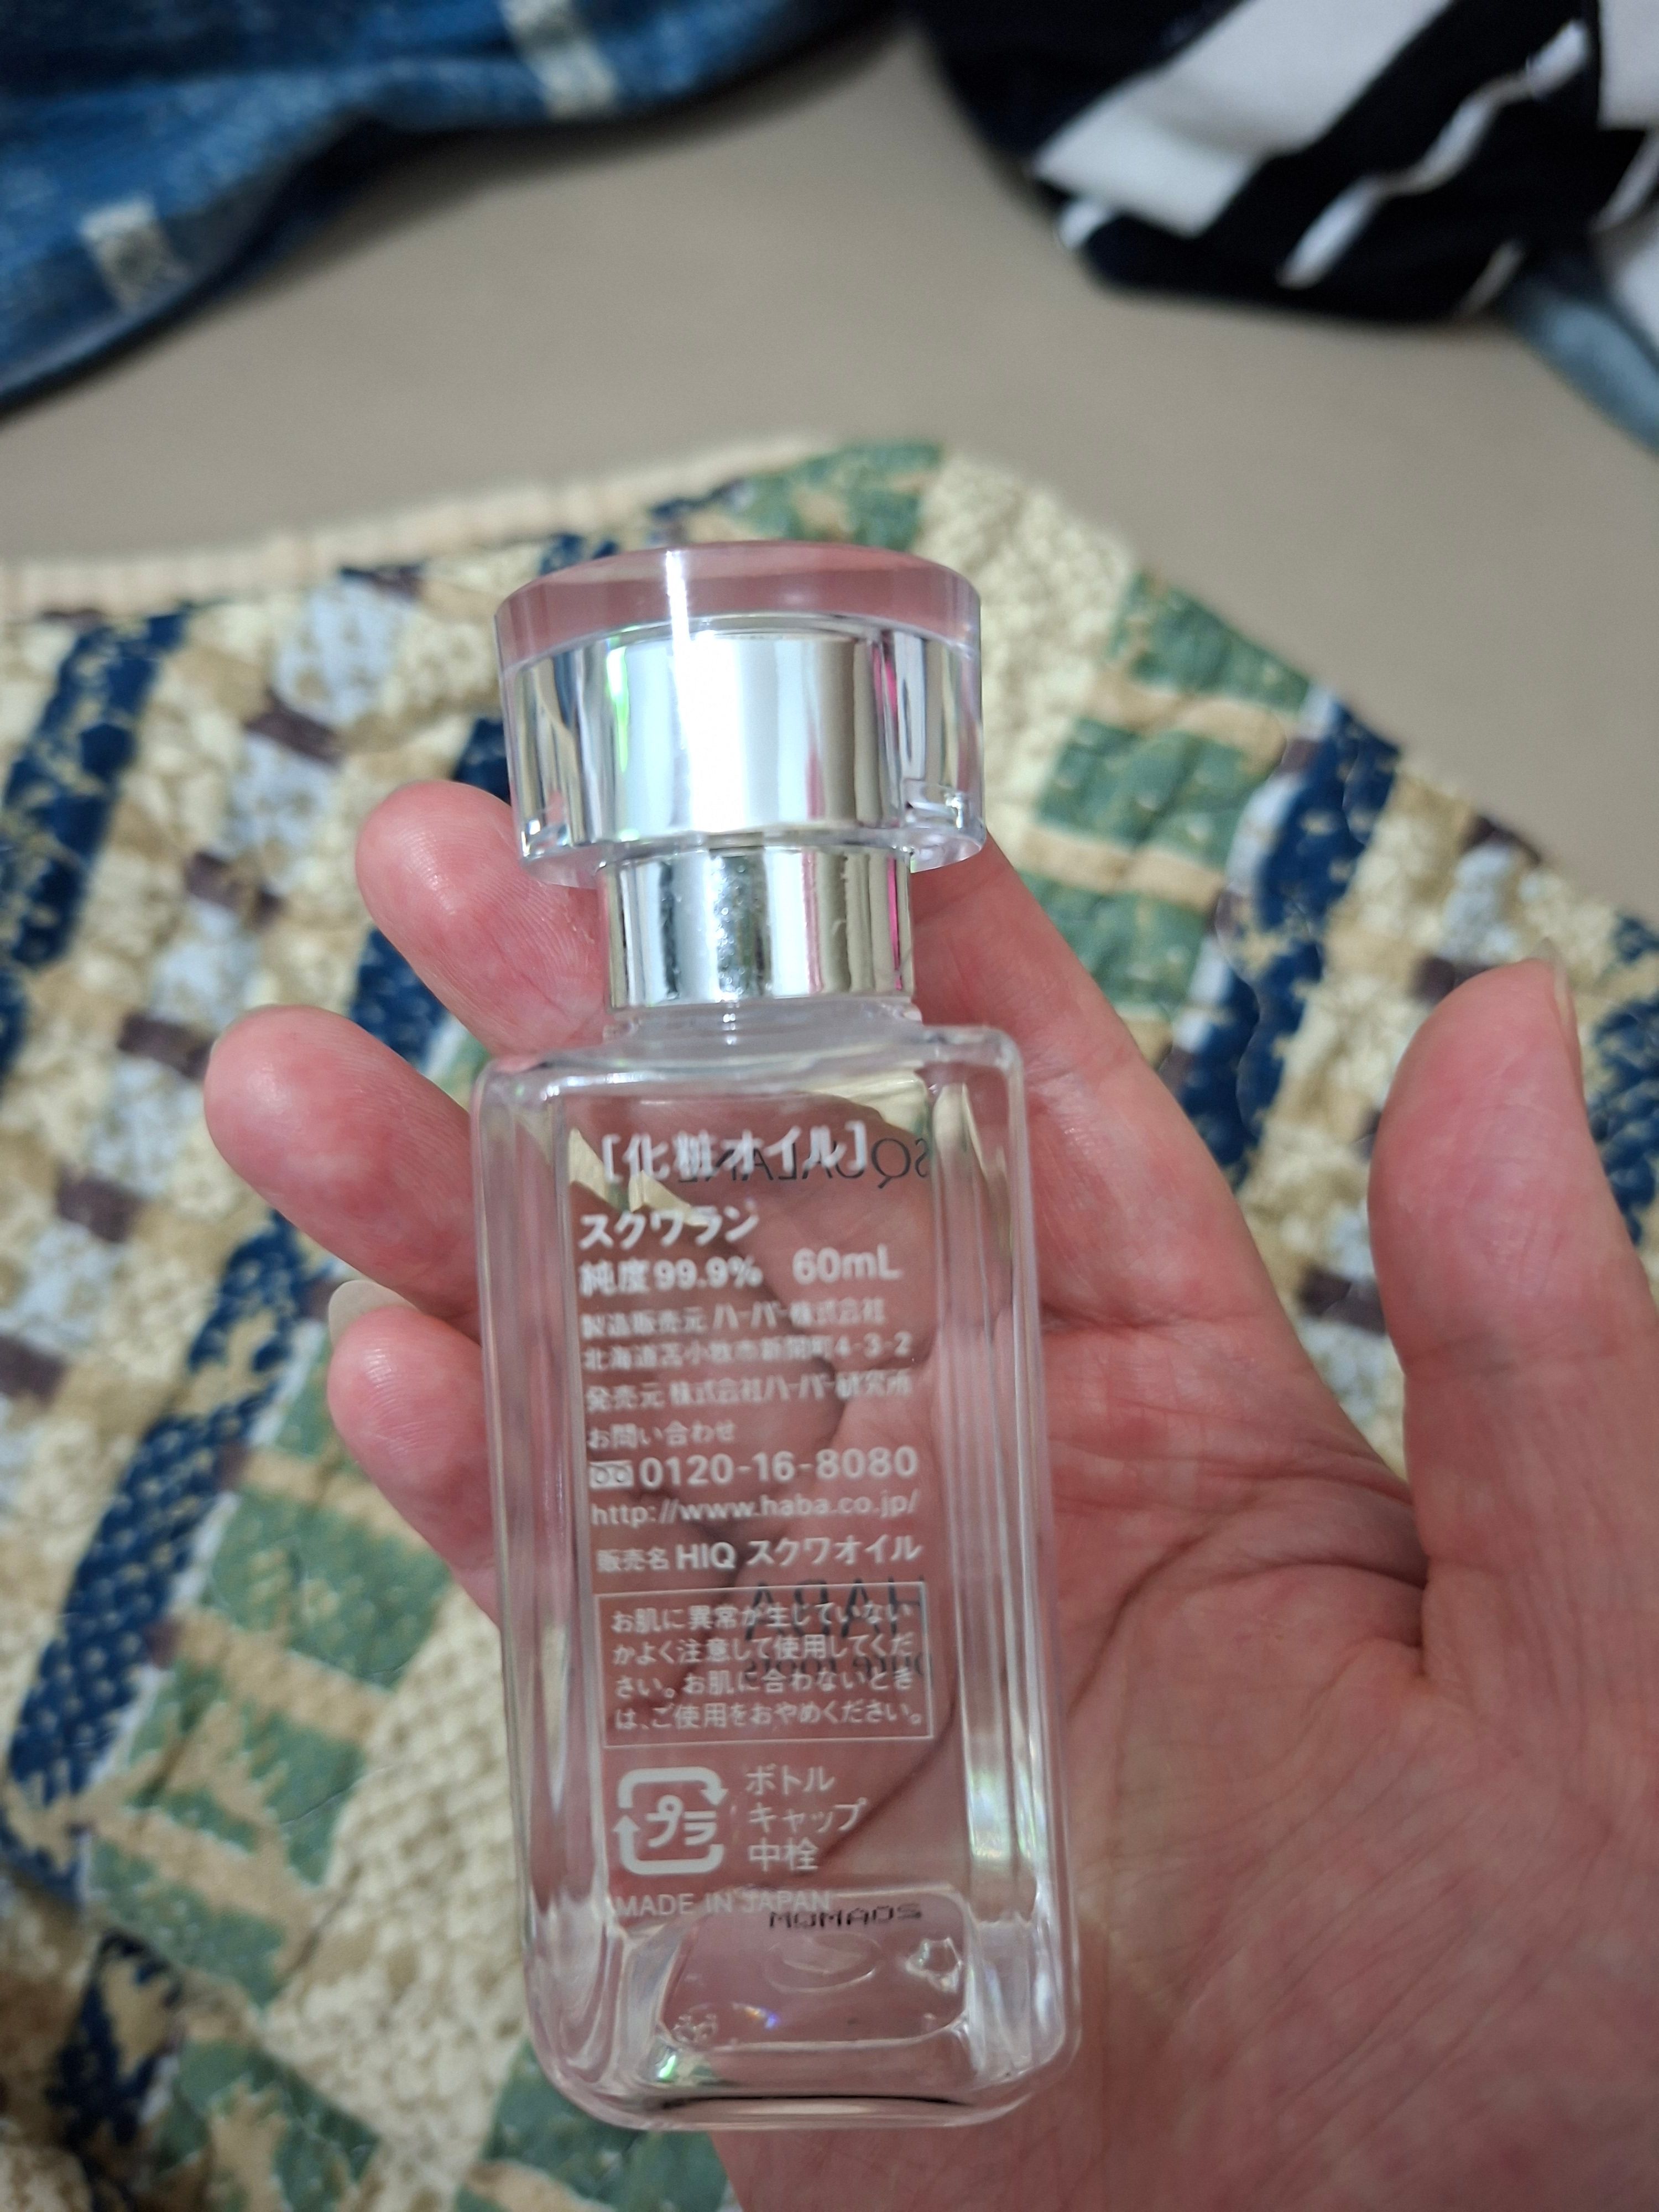 [化粧オイル]
SQUALANE
スクワラン
純度99.9% 60mL
製造販売元 ハーバー株式会社
北海道苫小牧市新開町4-3-2
発売元 株式会社ハーバー研究所
お問い合わせ
0120-16-8080
http://www.haba.co.jp/
販売名 HIQ スクワオイル
HABA
お肌に異常が生じていない
かよく注意して使用してくだ
さい。お肌に合わないとき
は、ご使用をおやめください。
プラ
ボトル
キャップ
中栓
MADE IN JAPAN